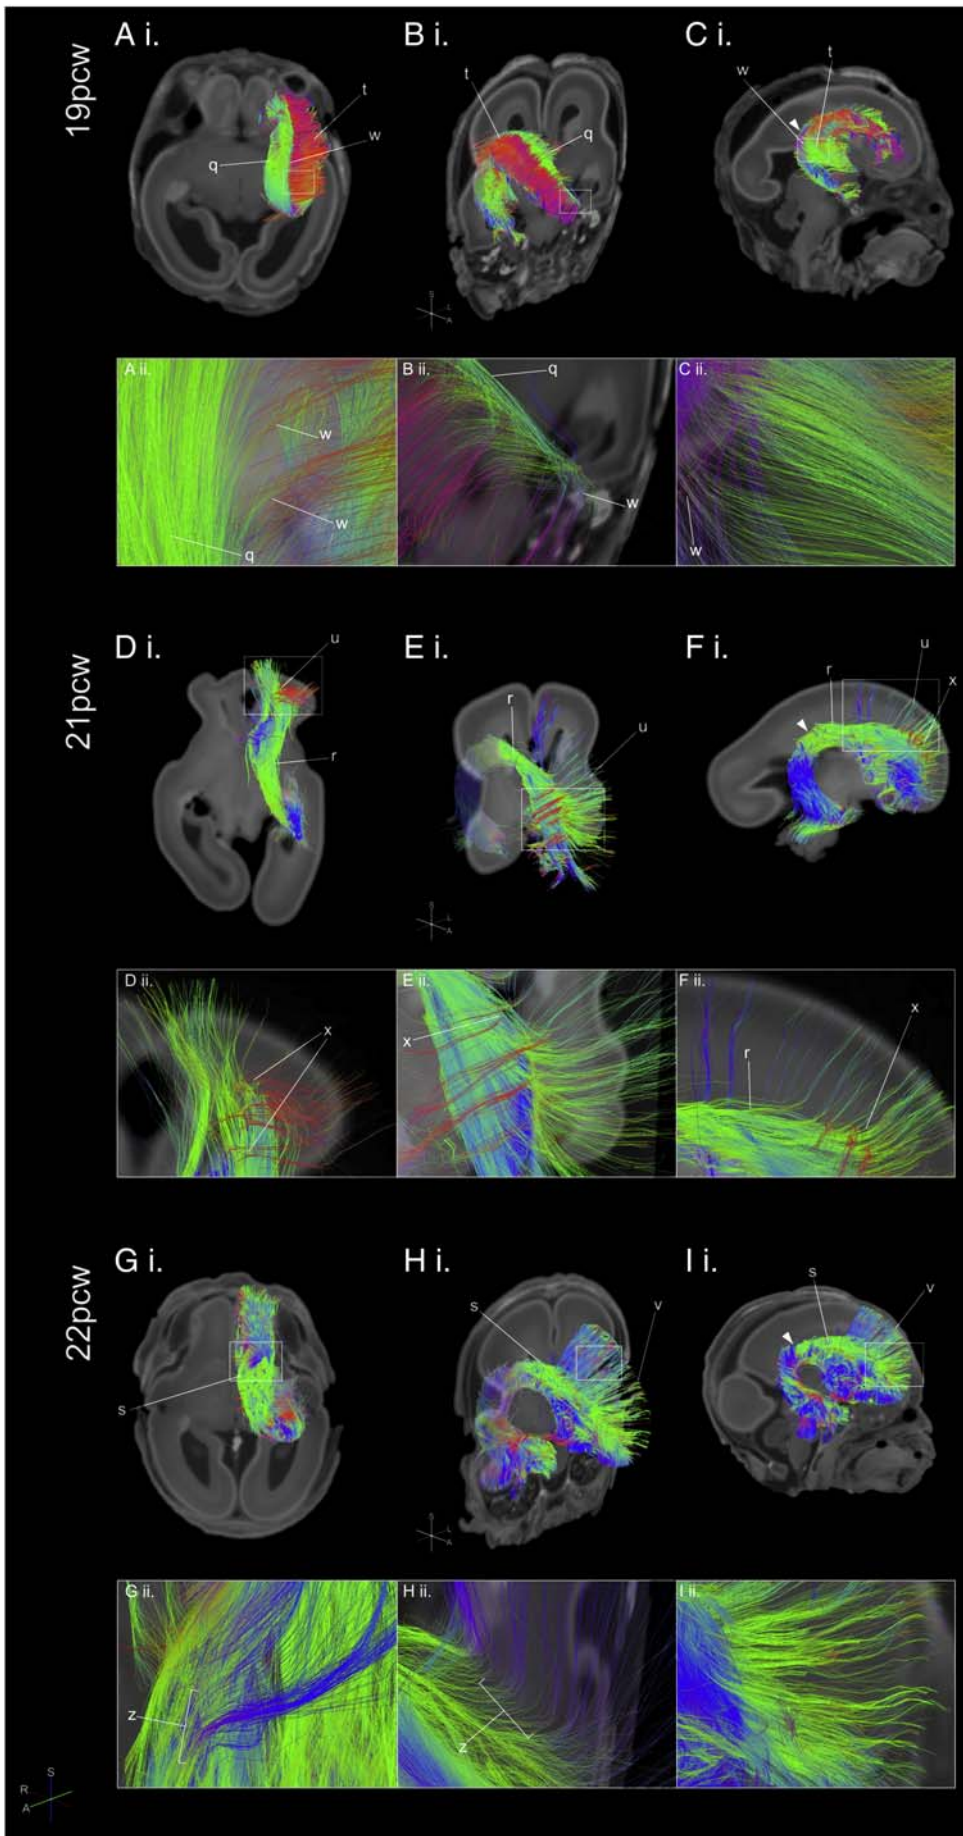 19pcw
A i.
B i.
C i.
t
w
q
t
q
w
t
S
L
A
A ii.
B ii.
C ii.
q
w
w
w
q
w
21pcw
D i.
E i.
F i.
u
r
r
u
r
u
x
S
L
A
D ii.
E ii.
F ii.
x
x
r
x
22pcw
G i.
H i.
I i.
s
s
v
s
v
S
L
A
G ii.
H ii.
I ii.
z
z
S
R
A